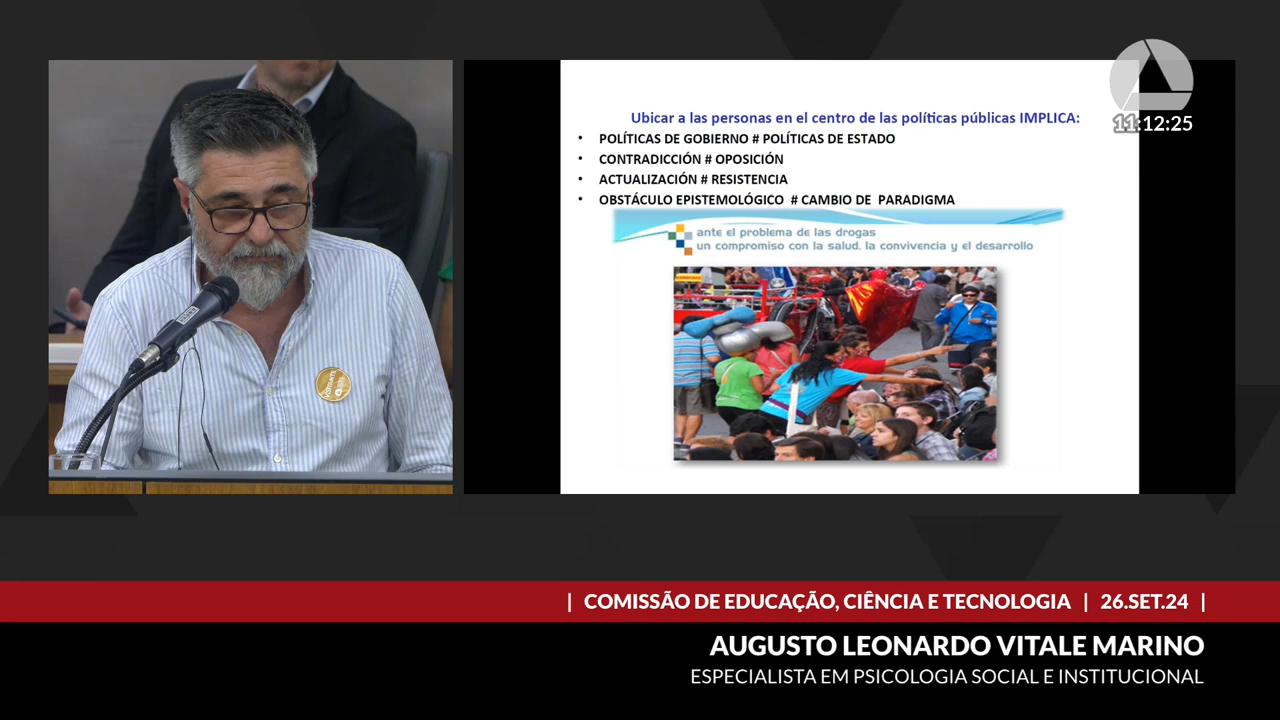 11:12:25
Ubicar a las personas en el centro de las políticas públicas IMPLICA:
• POLÍTICAS DE GOBIERNO # POLÍTICAS DE ESTADO
• CONTRADICCIÓN # OPOSICIÓN
• ACTUALIZACIÓN # RESISTENCIA
• OBSTÁCULO EPISTEMOLÓGICO # CAMBIO DE PARADIGMA
ante el problema de las drogas
un compromiso con la salud, la convivencia y el desarrollo
| COMISSÃO DE EDUCAÇÃO, CIÊNCIA E TECNOLOGIA | 26.SET.24 |
AUGUSTO LEONARDO VITALE MARINO
ESPECIALISTA EM PSICOLOGIA SOCIAL E INSTITUCIONAL